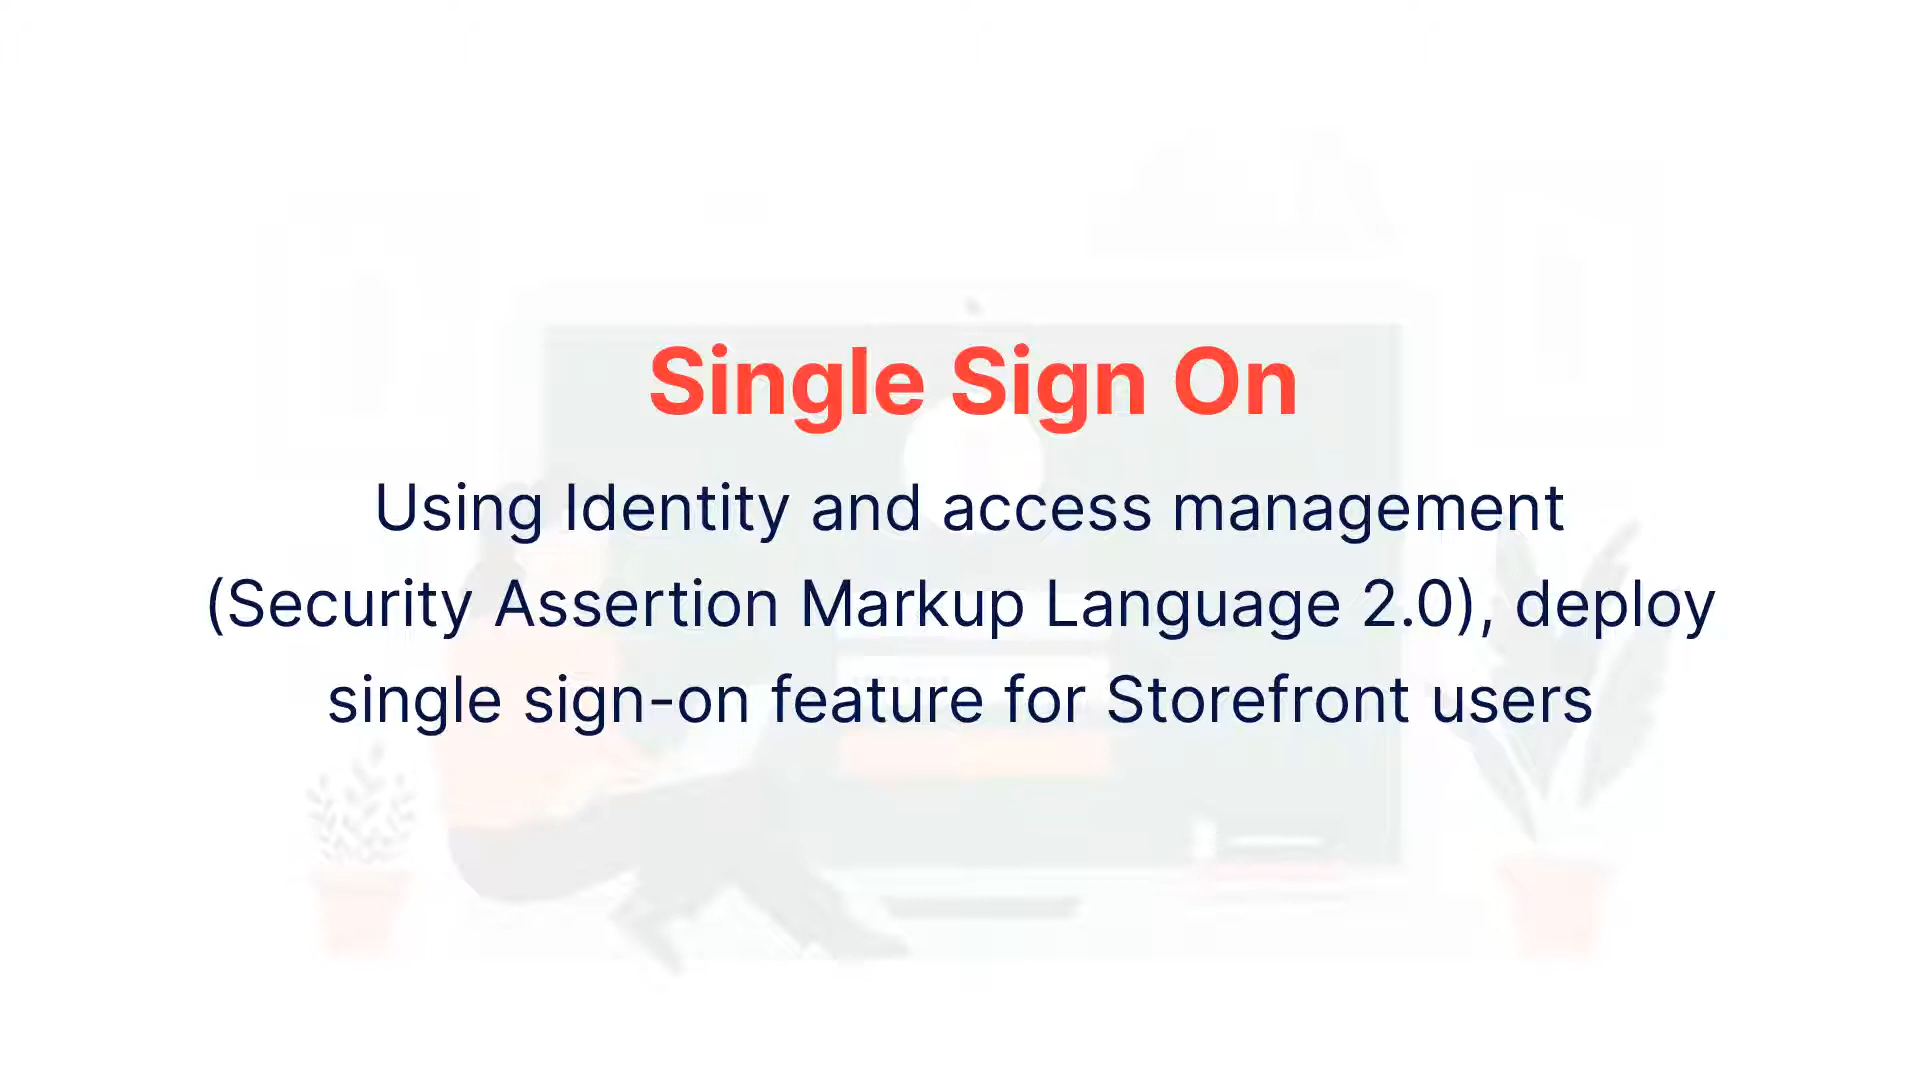 Single Sign On
Using Identity and access management
(Security Assertion Markup Language 2.0), deploy
single sign-on feature for Storefront users